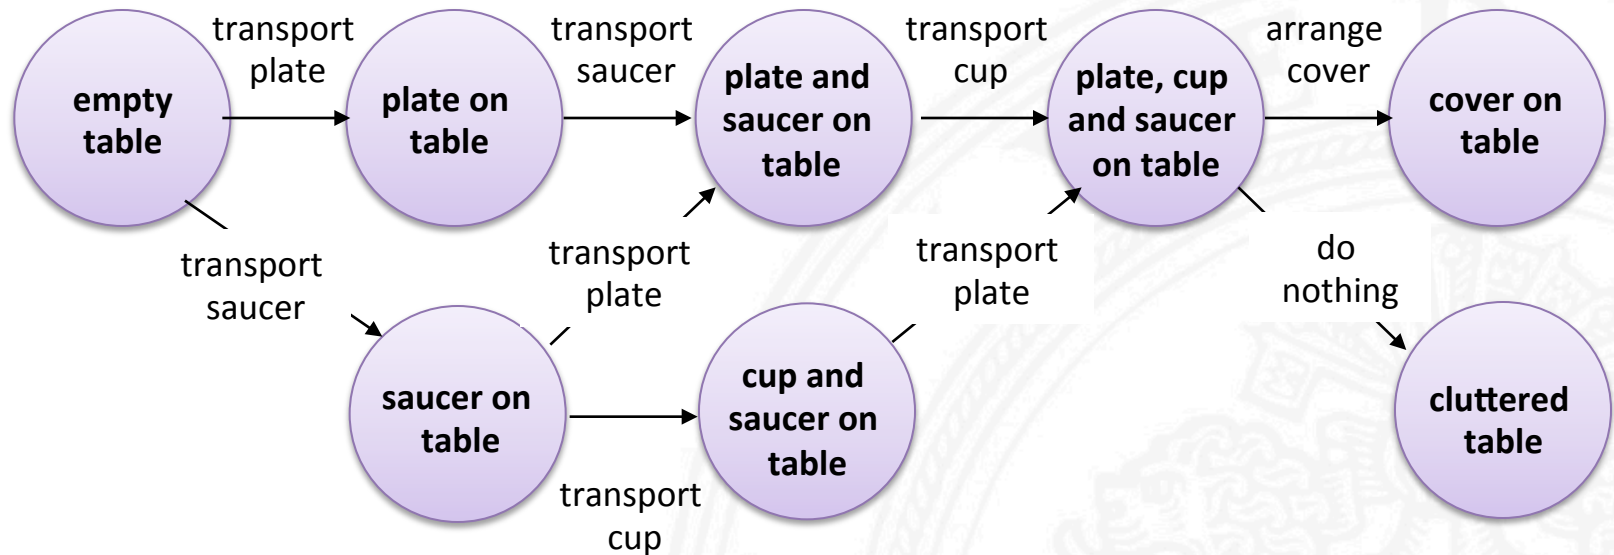 transport
plate
transport
saucer
transport
cup
arrange
cover
empty
table
plate on
table
plate and
saucer on
table
plate, cup
and saucer
on table
cover on
table
transport
saucer
transport
plate
transport
plate
do
nothing
saucer on
table
cup and
saucer on
table
cluttered
table
transport
cup